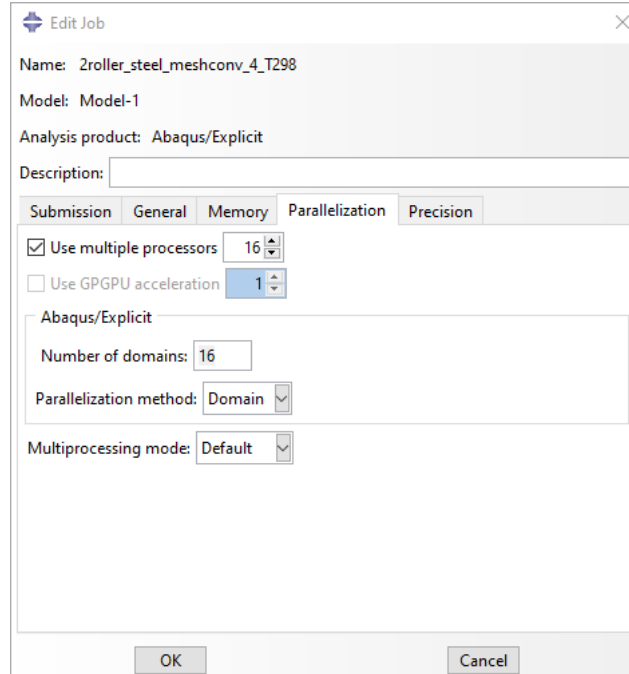 Edit Job
Name: 2roller_steel_meshconv_4_T298
Model: Model-1
Analysis product: Abaqus/Explicit
Description:
Submission General Memory Parallelization Precision
Use multiple processors 16
Use GPGPU acceleration 1
Abaqus/Explicit
Number of domains: 16
Parallelization method: Domain
Multiprocessing mode: Default
OK Cancel